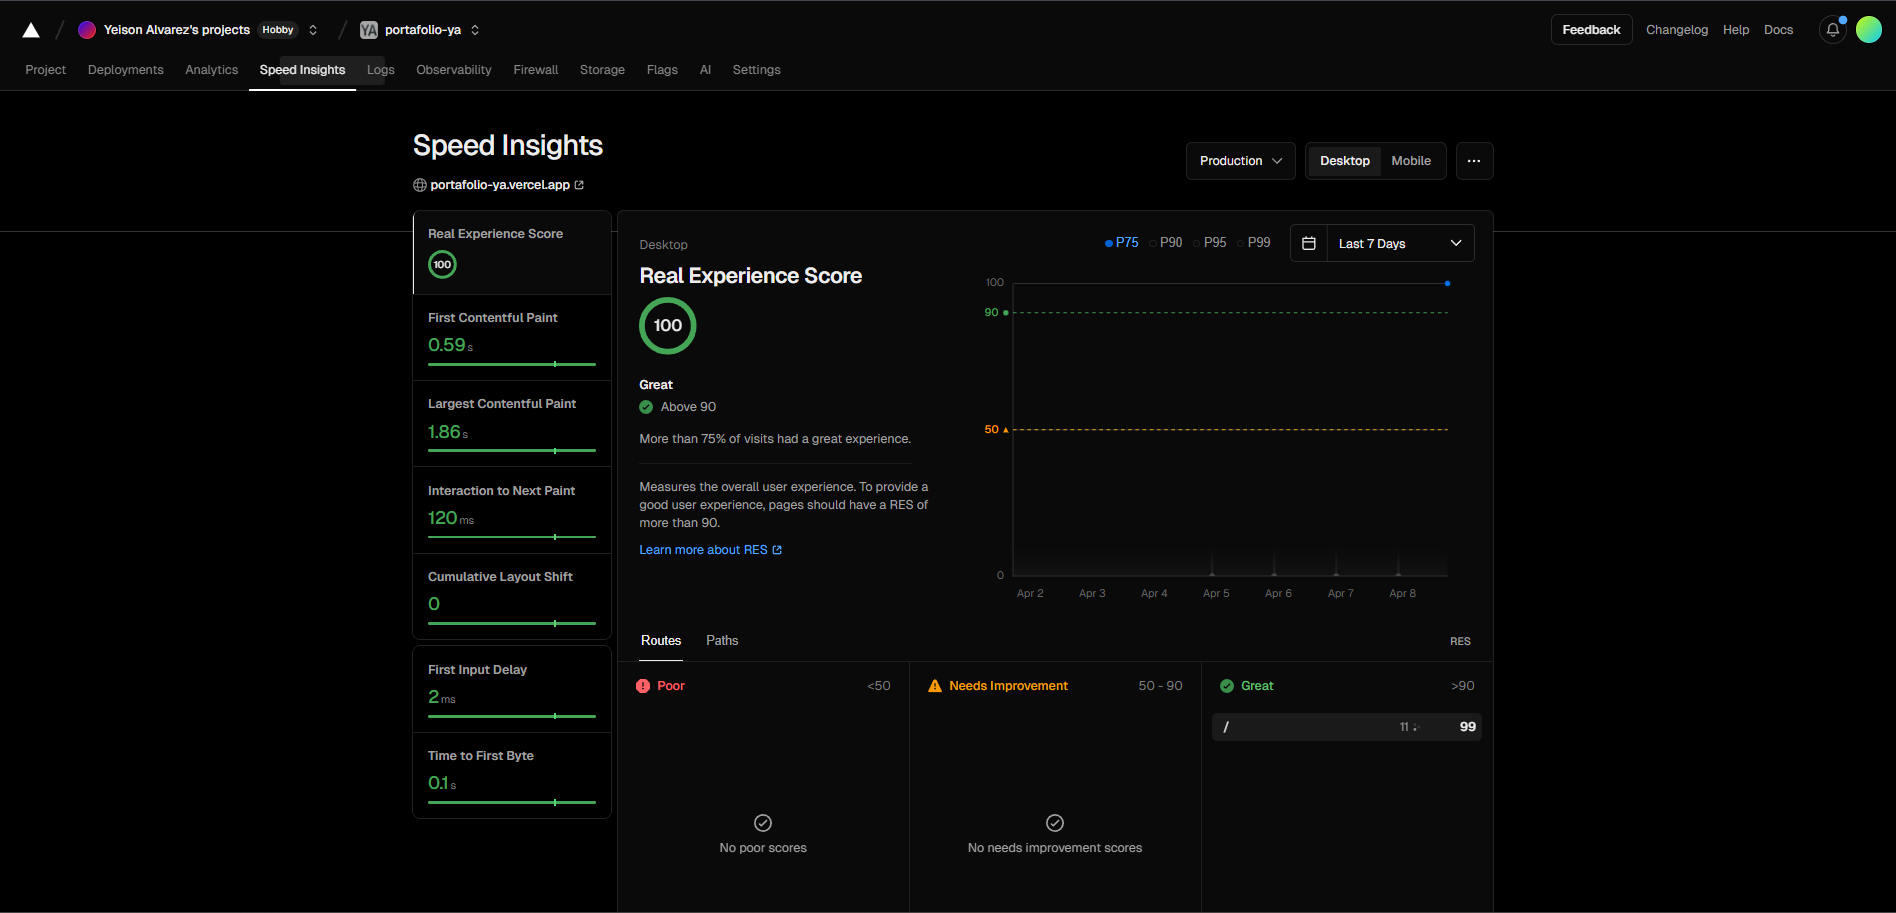 Yeison Alvarez's projects Hobby
YA portafolio-ya
Feedback Changelog Help Docs
Project Deployments Analytics Speed Insights Logs Observability Firewall Storage Flags AI Settings
Speed Insights
portafolio-ya.vercel.app
Production Desktop Mobile
Real Experience Score
100
First Contentful Paint
0.59 s
Largest Contentful Paint
1.86 s
Interaction to Next Paint
120 ms
Cumulative Layout Shift
0
First Input Delay
2 ms
Time to First Byte
0.1 s
Desktop
Real Experience Score
100
Great
Above 90
More than 75% of visits had a great experience.
Measures the overall user experience. To provide a
good user experience, pages should have a RES of
more than 90.
Learn more about RES
P75 P90 P95 P99 Last 7 Days
100
90
50
0
Apr 2 Apr 3 Apr 4 Apr 5 Apr 6 Apr 7 Apr 8
Routes Paths RES
Poor <50
No poor scores
Needs Improvement 50 - 90
No needs improvement scores
Great >90
/ 11 99